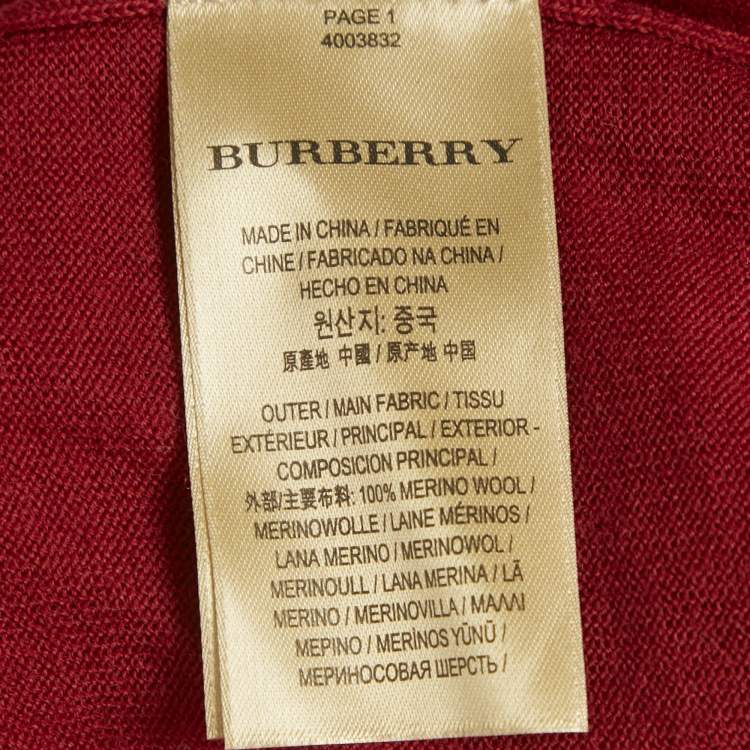 PAGE 1
4003832
BURBERRY
MADE IN CHINA / FABRIQUÉ EN
CHINE / FABRICADO NA CHINA /
HECHO EN CHINA
원산지: 중국
原產地 中國 / 原产地 中国
OUTER / MAIN FABRIC / TISSU
EXTÉRIEUR / PRINCIPAL / EXTERIOR -
COMPOSICION PRINCIPAL /
外部/主要布料: 100% MERINO WOOL /
MERINOWOLLE / LAINE MÉRINOS /
LANA MERINO / MERINOWOL /
MERINOULL / LANA MERINA / LÃ
MERINO / MERINOVILLA / ΜΑΛΛΙ
ΜΕΡΙΝΟ / MERİNOS YÜNÜ /
МЕРИНОСОВАЯ ШЕРСТЬ /